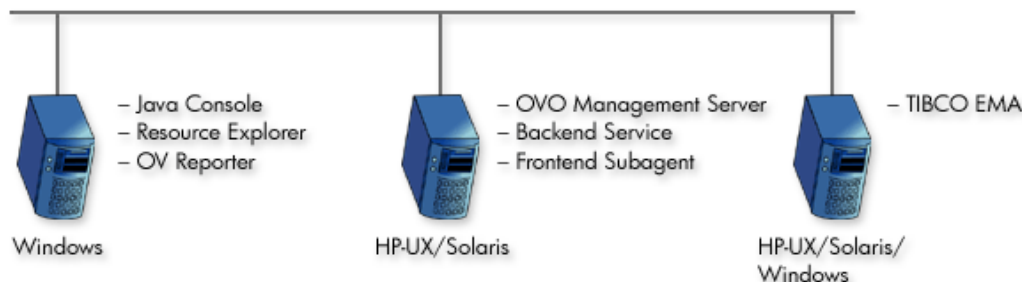 – Java Console
– Resource Explorer
– OV Reporter
Windows
– OVO Management Server
– Backend Service
– Frontend Subagent
HP-UX/Solaris
– TIBCO EMA
HP-UX/Solaris/
Windows